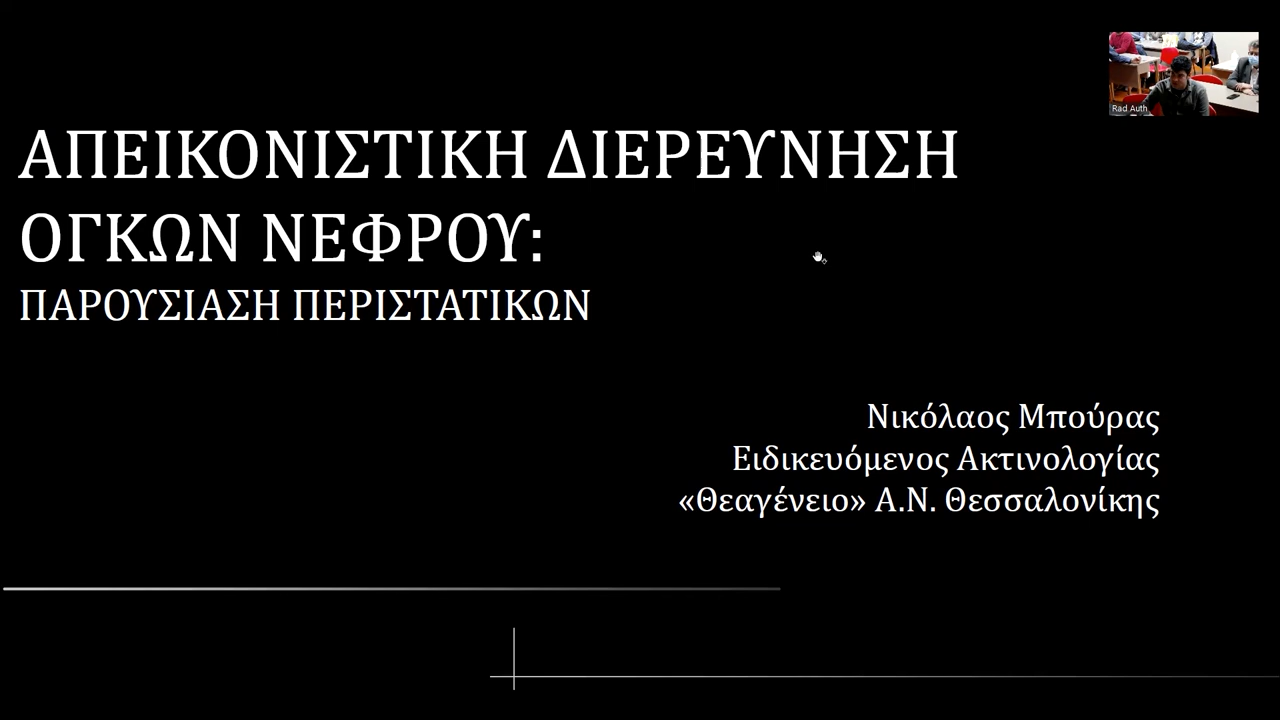 Rad Auth
ΑΠΕΙΚΟΝΙΣΤΙΚΗ ΔΙΕΡΕΥΝΗΣΗ
ΟΓΚΩΝ ΝΕΦΡΟΥ:
ΠΑΡΟΥΣΙΑΣΗ ΠΕΡΙΣΤΑΤΙΚΩΝ
Νικόλαος Μπούρας
Ειδικευόμενος Ακτινολογίας
«Θεαγένειο» Α.Ν. Θεσσαλονίκης